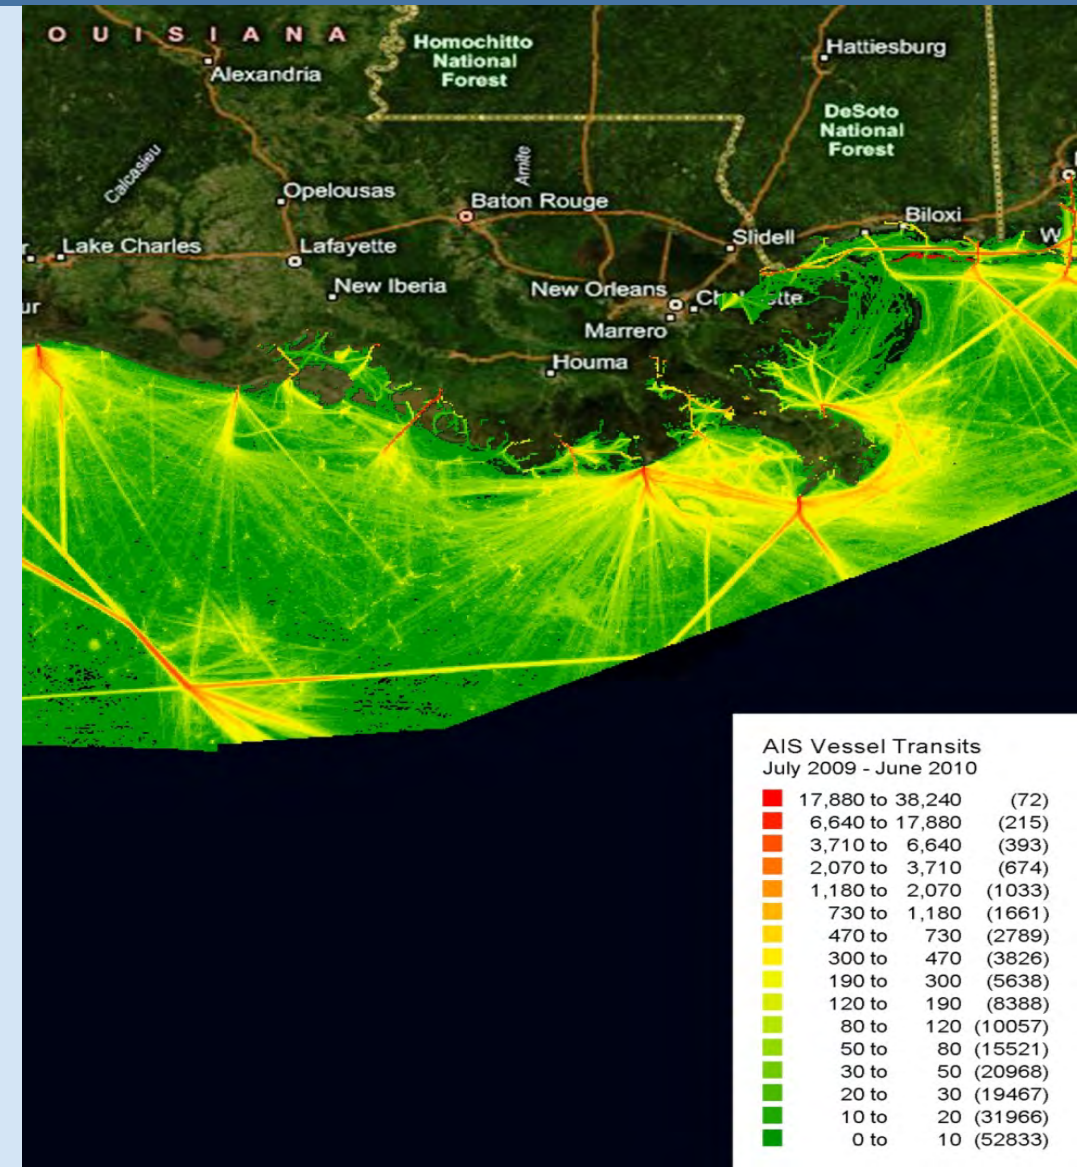 O U I S I A N A
Homochitto
National
Forest
Hattiesburg
Alexandria
DeSoto
National
Forest
Calcasieu
Amite
Opelousas
Baton Rouge
Biloxi
Slidell
W
Lake Charles
Lafayette
New Iberia
New Orleans
ur
Marrero
Houma
AIS Vessel Transits
July 2009 - June 2010
17,880 to 38,240 (72)
6,640 to 17,880 (215)
3,710 to 6,640 (393)
2,070 to 3,710 (674)
1,180 to 2,070 (1033)
730 to 1,180 (1661)
470 to 730 (2789)
300 to 470 (3826)
190 to 300 (5638)
120 to 190 (8388)
80 to 120 (10057)
50 to 80 (15521)
30 to 50 (20968)
20 to 30 (19467)
10 to 20 (31966)
0 to 10 (52833)